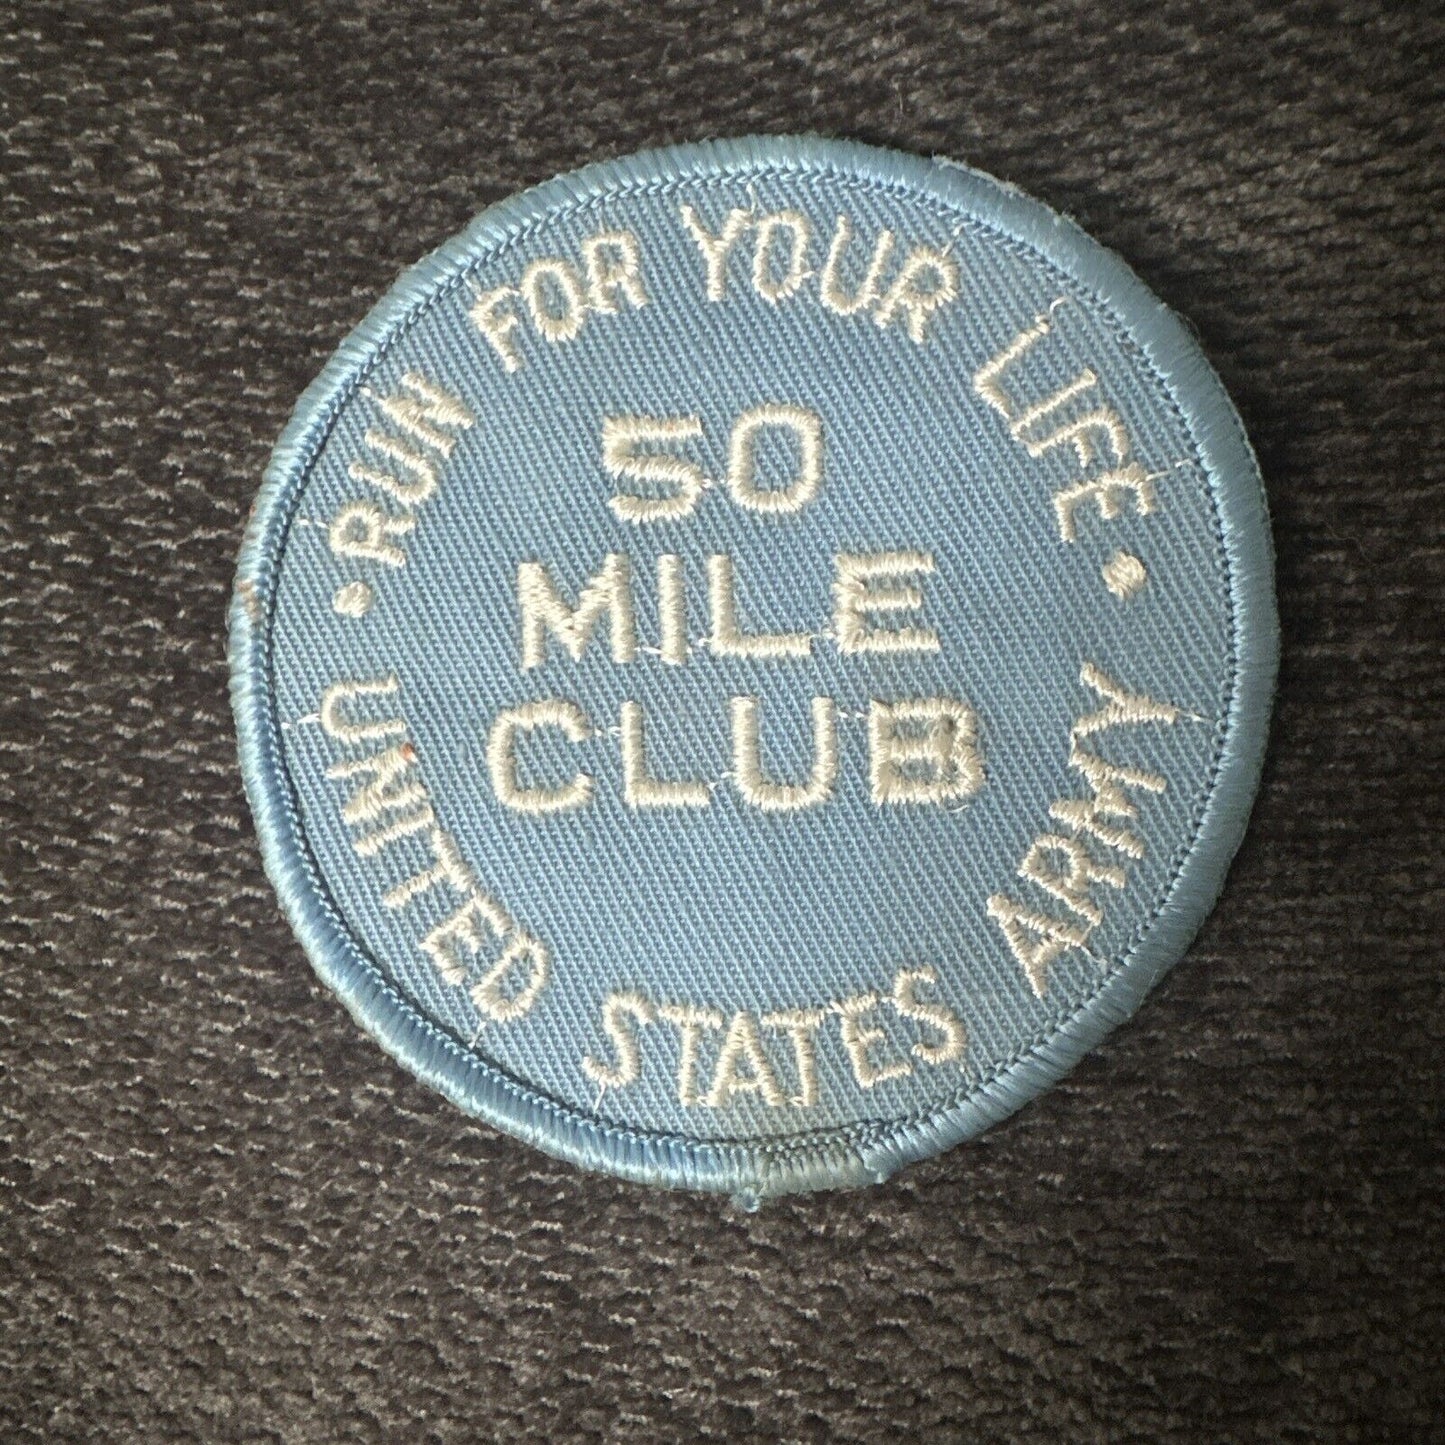 • RUN FOR YOUR LIFE •
50
MILE
CLUB
UNITED STATES ARMY